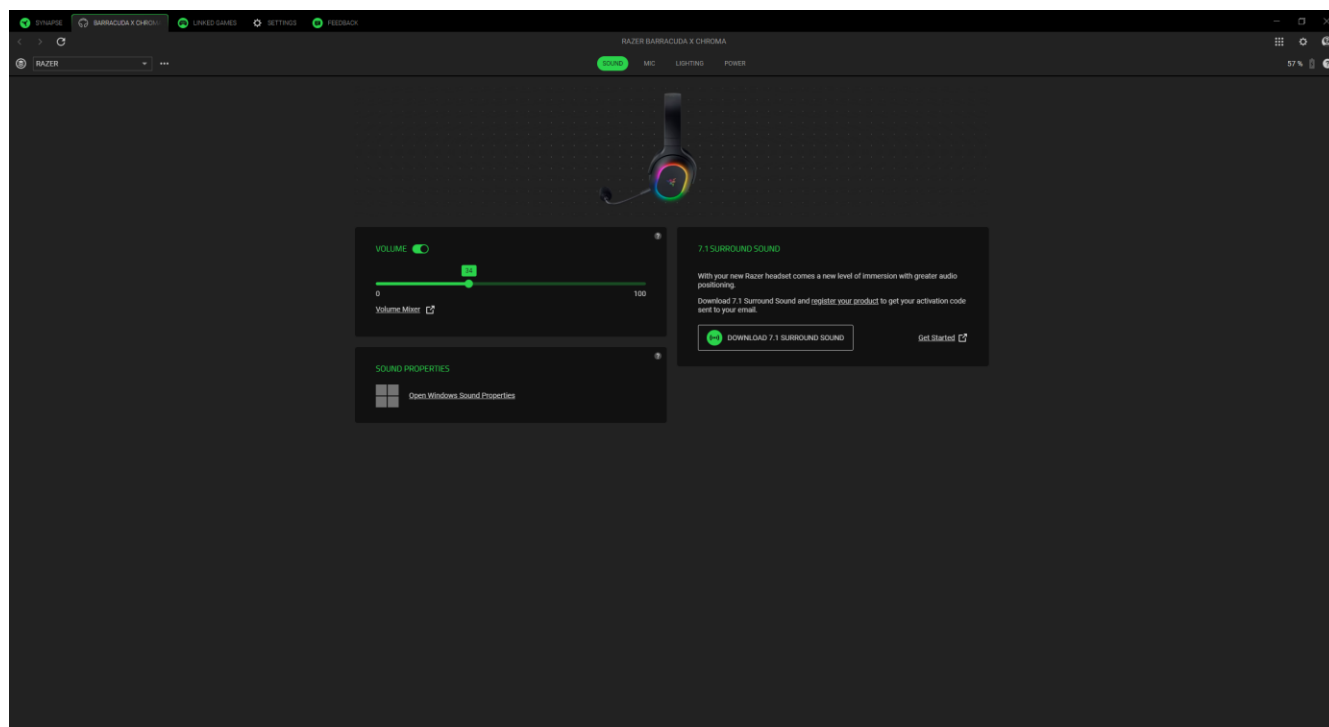 SYNAPSE BARRACUDA X CHROMA LINKED GAMES SETTINGS FEEDBACK
RAZER BARRACUDA X CHROMA
RAZER SOUND MIC LIGHTING POWER 57 %
VOLUME
34
0 100
Volume Mixer
SOUND PROPERTIES
Open Windows Sound Properties
7.1 SURROUND SOUND
With your new Razer headset comes a new level of immersion with greater audio
positioning.
Download 7.1 Surround Sound and register your product to get your activation code
sent to your email.
DOWNLOAD 7.1 SURROUND SOUND Get Started